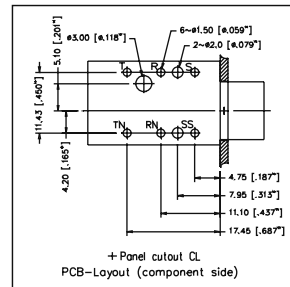 ø3.00 [ø.118"]
6~ø1.50 [ø.059"]
2~ø2.0 [ø.079"]
5.10 [.201"]
11.43 [.450"]
4.20 [.165"]
T R S
TN RN SS
4.75 [.187"]
7.95 [.313"]
11.10 [.437"]
17.45 [.687"]
+ Panel cutout CL
PCB-Layout (component side)